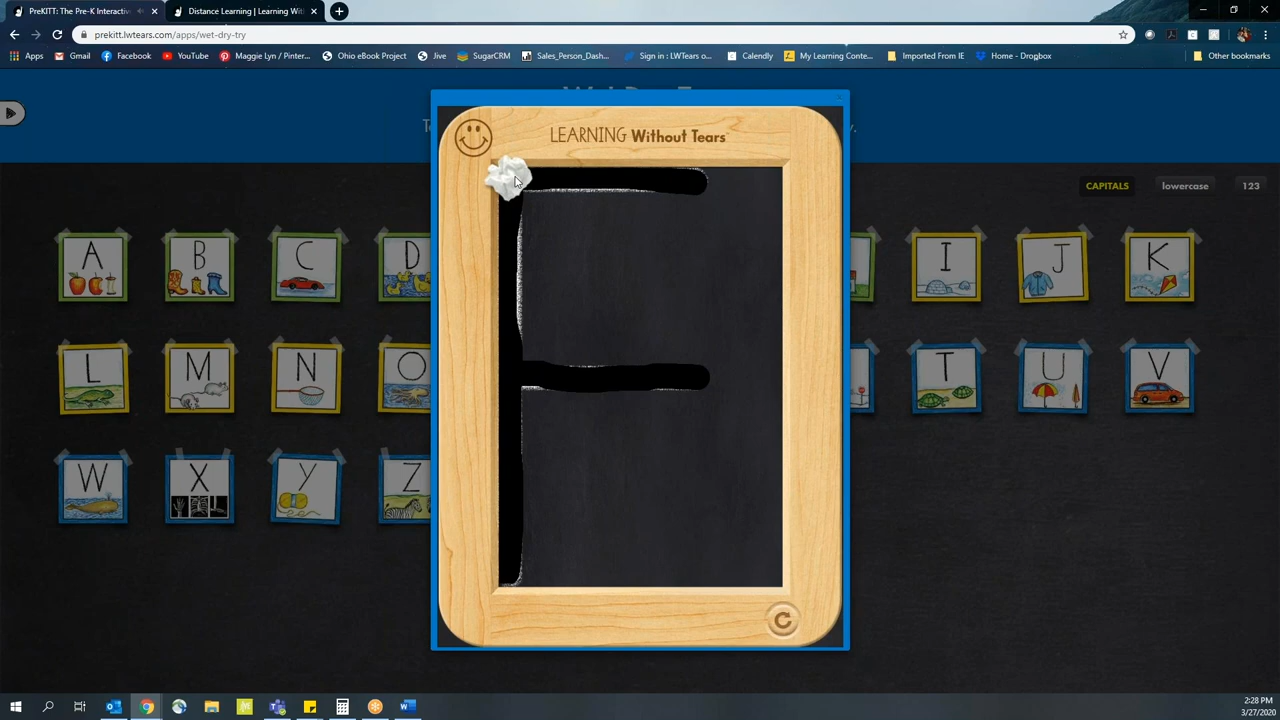 PreKITT: The Pre-K Interactiv
Distance Learning | Learning Wit
prekitt.lwtears.com/apps/wet-dry-try
Apps
Gmail
Facebook
YouTube
Maggie Lyn / Pinter...
Ohio eBook Project
Jive
SugarCRM
Sales_Person_Dash...
Sign in : LWTears o...
Calendly
My Learning Conte...
Imported From IE
Home - Dropbox
Other bookmarks
LEARNING Without Tears
CAPITALS lowercase 123
A B C D I J K
L M N O T U V
W X Y Z
F
2:28 PM
3/27/2020